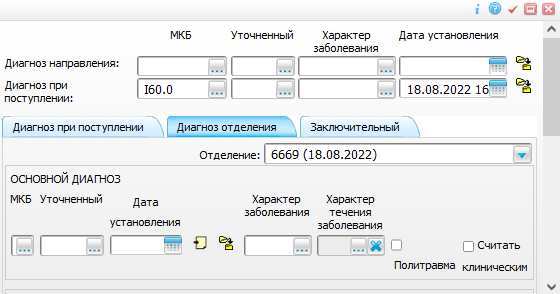 МКБ Уточненный Характер заболевания Дата установления
Диагноз направления:
Диагноз при поступлении: I60.0 18.08.2022 16
Диагноз при поступлении Диагноз отделения Заключительный
Отделение: 6669 (18.08.2022)
ОСНОВНОЙ ДИАГНОЗ
МКБ Уточненный Дата установления Характер заболевания Характер течения заболевания
Политравма
Считать клиническим